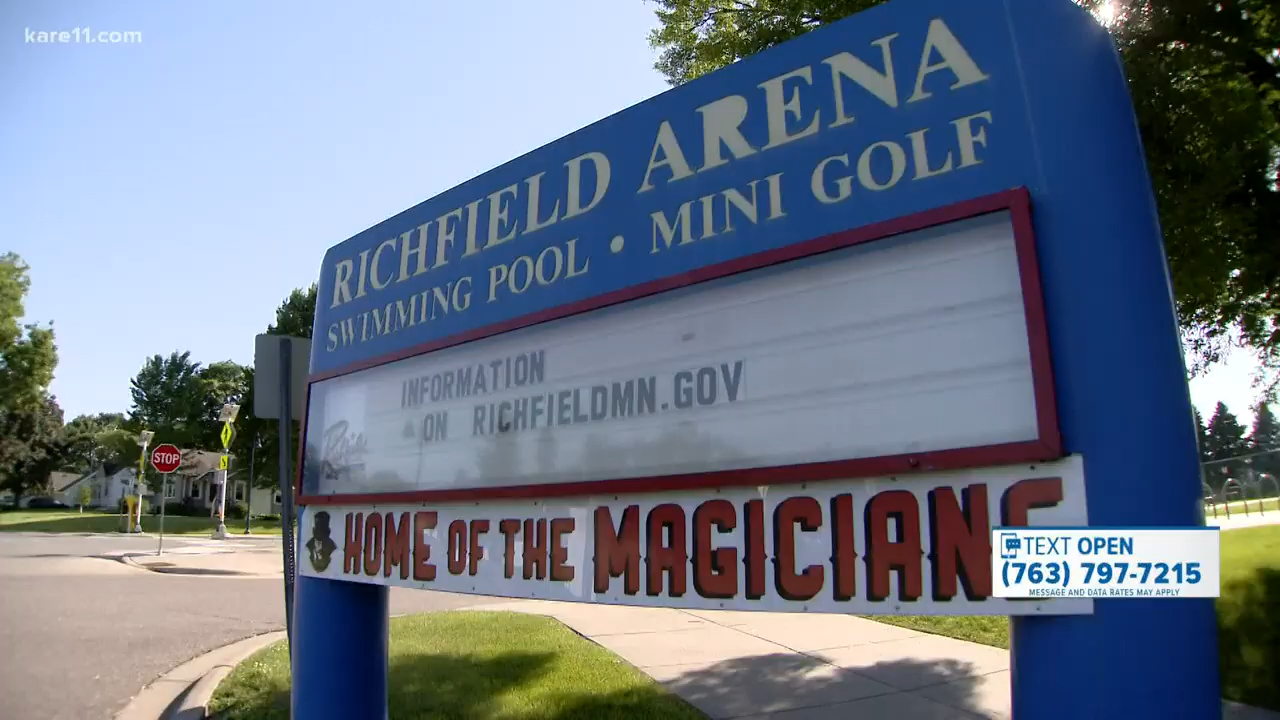 kare11.com
RICHFIELD ARENA
SWIMMING POOL • MINI GOLF
INFORMATION
ON RICHFIELDMN.GOV
HOME OF THE MAGICIANS
STOP
TEXT OPEN
(763) 797-7215
MESSAGE AND DATA RATES MAY APPLY